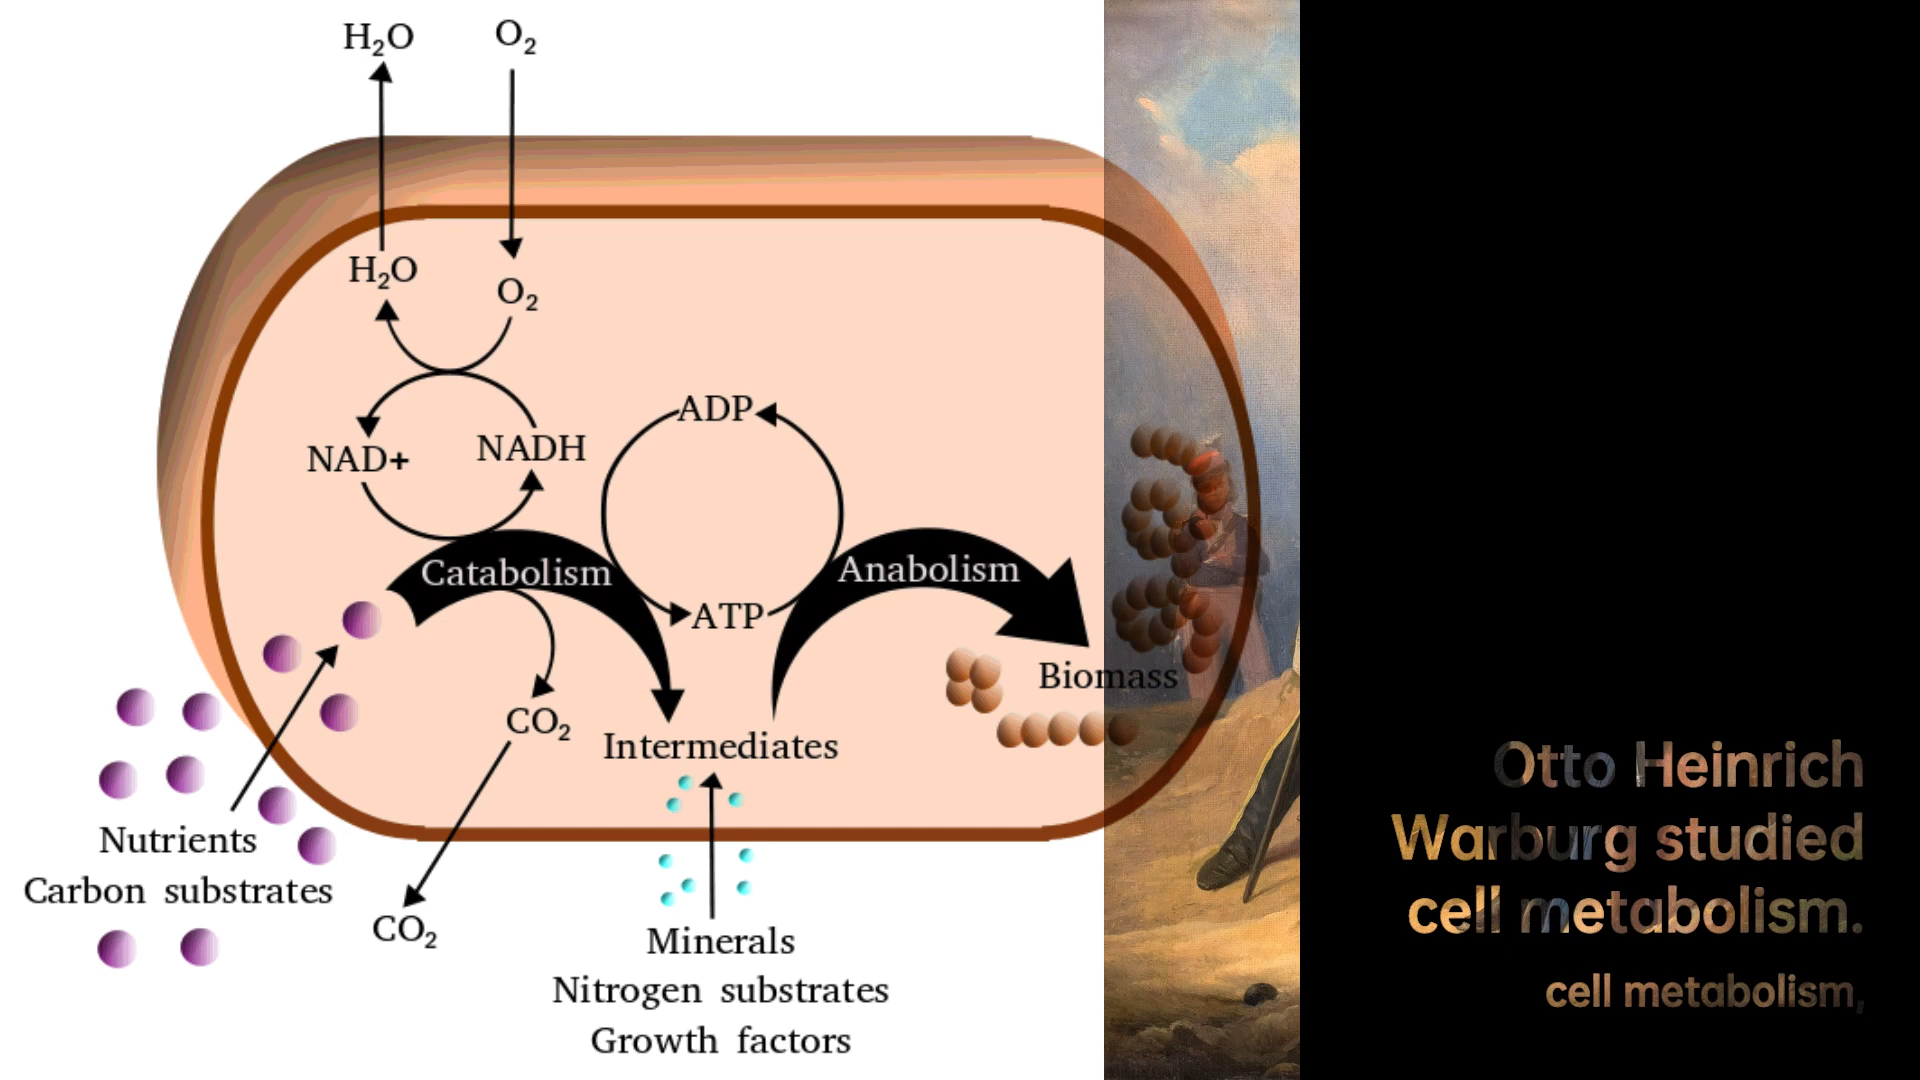 H₂O
O₂
H₂O
O₂
NAD+
NADH
ADP
Catabolism
Anabolism
ATP
Biomass
CO₂
Intermediates
Nutrients
Carbon substrates
CO₂
Minerals
Nitrogen substrates
Growth factors
Otto Heinrich
Warburg studied
cell metabolism.
cell metabolism,